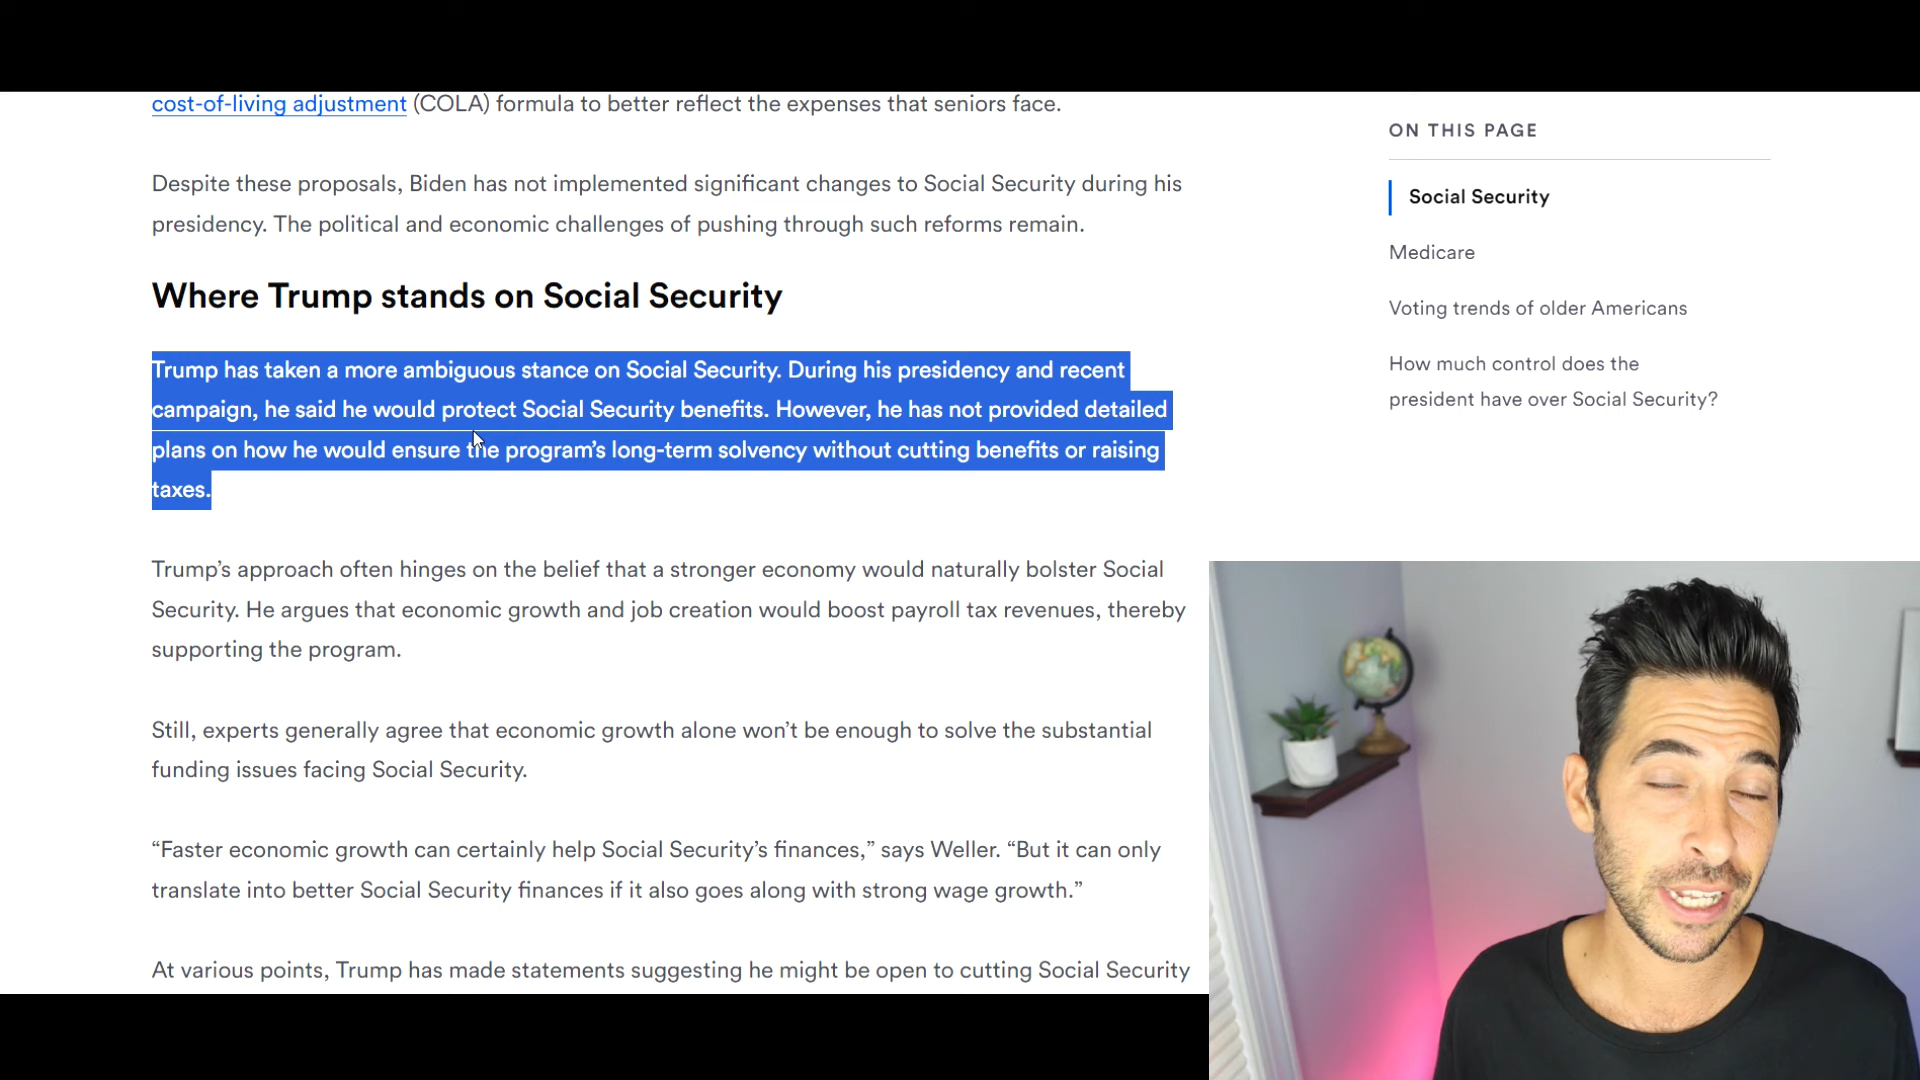 cost-of-living adjustment (COLA) formula to better reflect the expenses that seniors face.
Despite these proposals, Biden has not implemented significant changes to Social Security during his
presidency. The political and economic challenges of pushing through such reforms remain.
Where Trump stands on Social Security
Trump has taken a more ambiguous stance on Social Security. During his presidency and recent
campaign, he said he would protect Social Security benefits. However, he has not provided detailed
plans on how he would ensure the program’s long-term solvency without cutting benefits or raising
taxes.
Trump’s approach often hinges on the belief that a stronger economy would naturally bolster Social
Security. He argues that economic growth and job creation would boost payroll tax revenues, thereby
supporting the program.
Still, experts generally agree that economic growth alone won’t be enough to solve the substantial
funding issues facing Social Security.
“Faster economic growth can certainly help Social Security’s finances,” says Weller. “But it can only
translate into better Social Security finances if it also goes along with strong wage growth.”
At various points, Trump has made statements suggesting he might be open to cutting Social Security
ON THIS PAGE
Social Security
Medicare
Voting trends of older Americans
How much control does the
president have over Social Security?